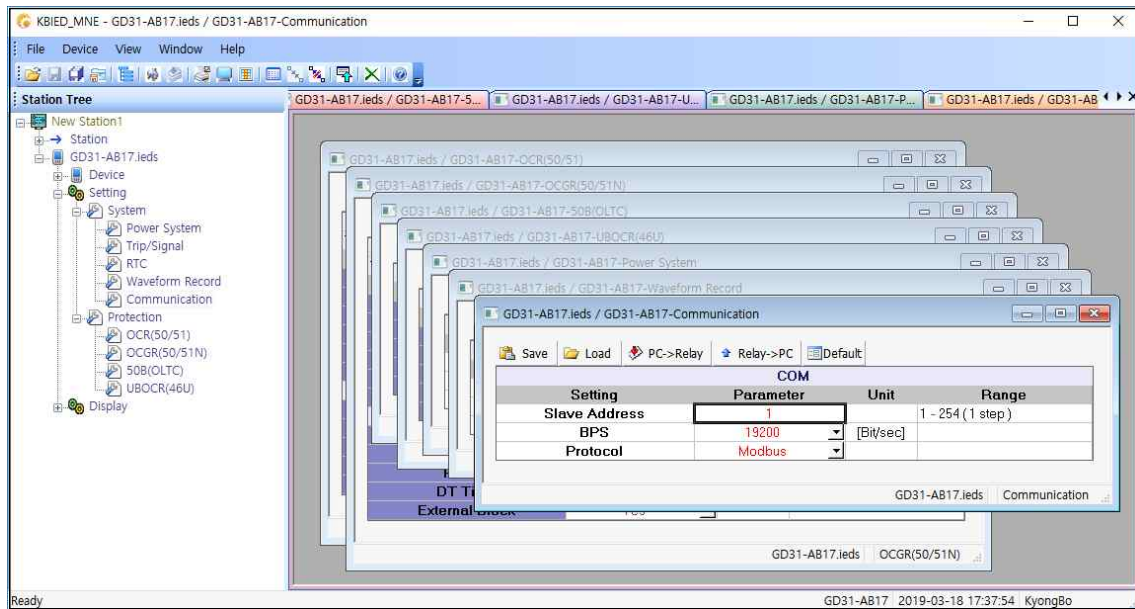 KBIED_MNE - GD31-AB17.ieds / GD31-AB17-Communication
File Device View Window Help
Station Tree
New Station1
Station
GD31-AB17.ieds
Device
Setting
System
Power System
Trip/Signal
RTC
Waveform Record
Communication
Protection
OCR(50/51)
OCGR(50/51N)
50B(OLTC)
UBOCR(46U)
Display
GD31-AB17.ieds / GD31-AB17-5... GD31-AB17.ieds / GD31-AB17-U... GD31-AB17.ieds / GD31-AB17-P... GD31-AB17.ieds / GD31-AB
GD31-AB17.ieds / GD31-AB17-OCR(50/51)
GD31-AB17.ieds / GD31-AB17-OCGR(50/51N)
GD31-AB17.ieds / GD31-AB17-50B(OLTC)
GD31-AB17.ieds / GD31-AB17-UBOCR(46U)
GD31-AB17.ieds / GD31-AB17-Power System
GD31-AB17.ieds / GD31-AB17-Waveform Record
GD31-AB17.ieds / GD31-AB17-Communication
Save Load PC->Relay Relay->PC Default
COM
Setting Parameter Unit Range
Slave Address 1 1 - 254 ( 1 step )
BPS 19200 [Bit/sec]
Protocol Modbus
GD31-AB17.ieds Communication
DT Ti
External
GD31-AB17.ieds OCGR(50/51N)
Ready GD31-AB17 2019-03-18 17:37:54 KyongBo